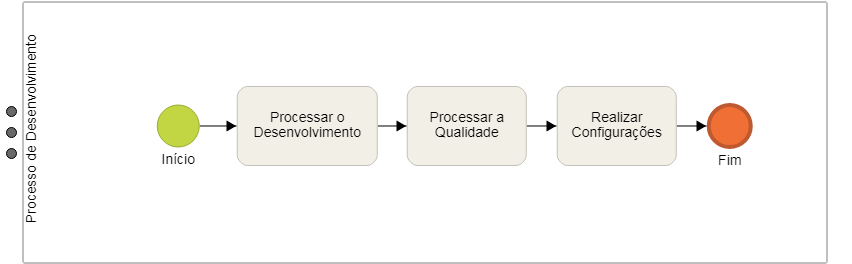 Processo de Desenvolvimento
Início
Processar o
Desenvolvimento
Processar a
Qualidade
Realizar
Configurações
Fim